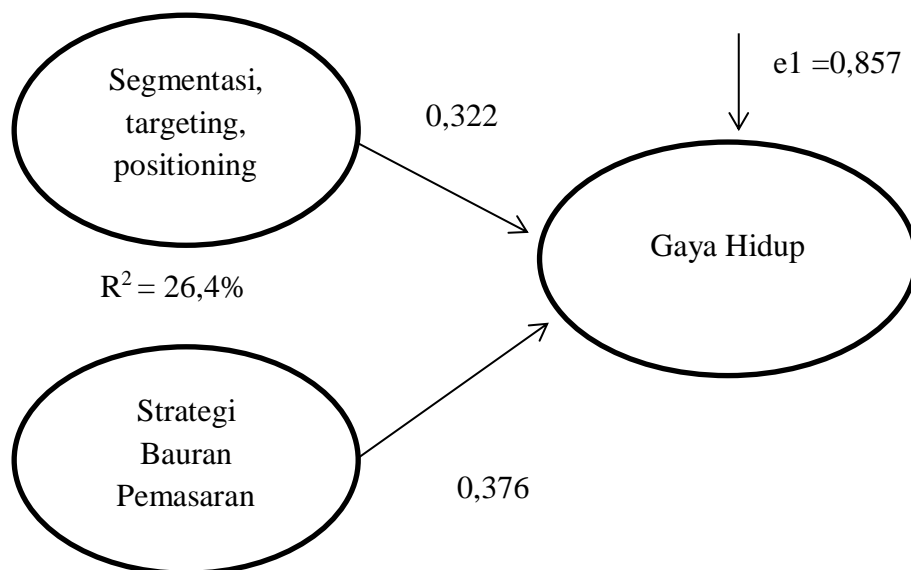 Segmentasi,
targeting,
positioning
0,322
e1 =0,857
Gaya Hidup
R² = 26,4%
Strategi
Bauran
Pemasaran
0,376